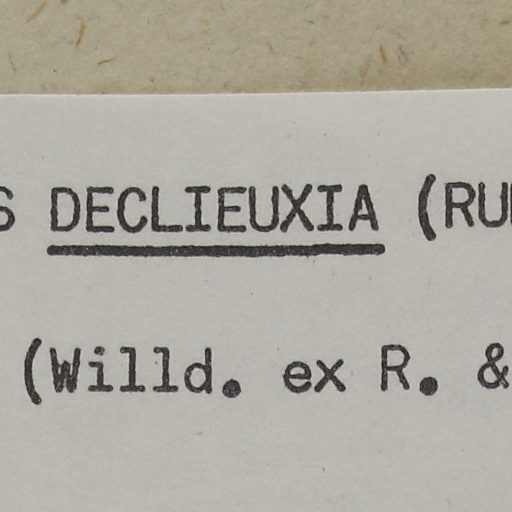 S DECLIEUXIA (RU
(Willd. ex R. &